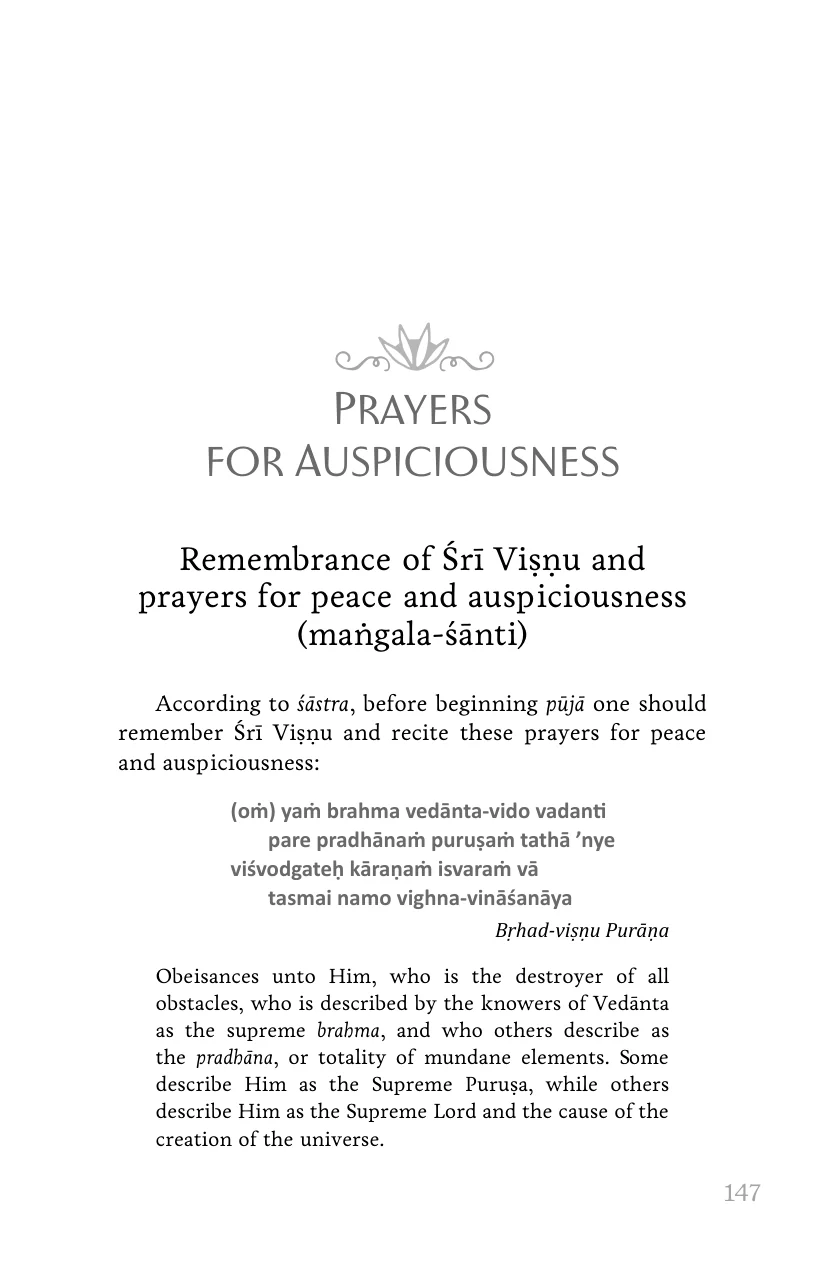 PRAYERS
FOR AUSPICIOUSNESS
Remembrance of Śrī Viṣṇu and
prayers for peace and auspiciousness
(maṅgala-śānti)
According to śāstra, before beginning pūjā one should
remember Śrī Viṣṇu and recite these prayers for peace
and auspiciousness:
(oṁ) yaṁ brahma vedānta-vido vadanti
pare pradhānaṁ puruṣaṁ tathā ’nye
viśvodgateḥ kāraṇaṁ isvaraṁ vā
tasmai namo vighna-vināśanāya
Bṛhad-viṣṇu Purāṇa
Obeisances unto Him, who is the destroyer of all
obstacles, who is described by the knowers of Vedānta
as the supreme brahma, and who others describe as
the pradhāna, or totality of mundane elements. Some
describe Him as the Supreme Puruṣa, while others
describe Him as the Supreme Lord and the cause of the
creation of the universe.
147